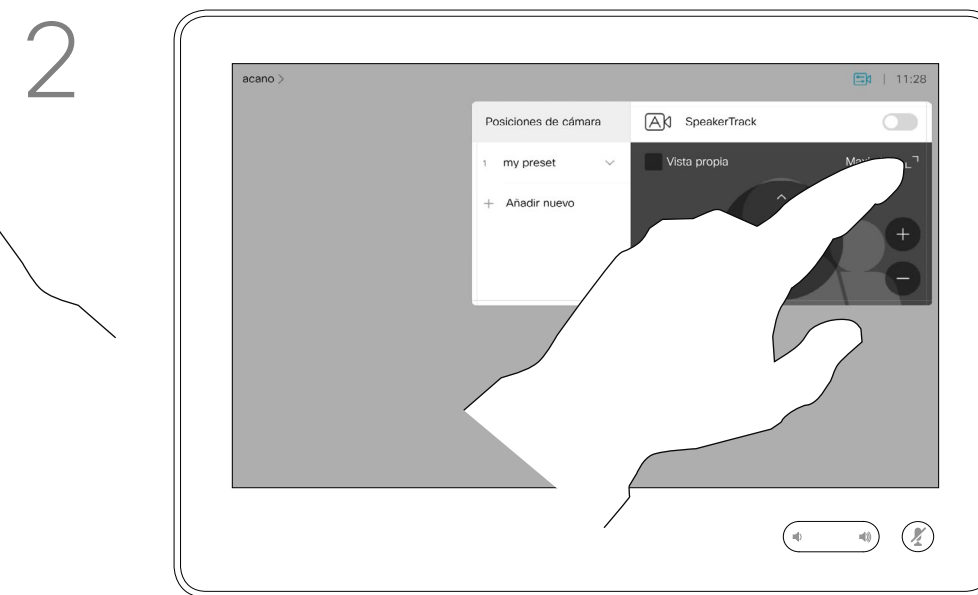 2
acano >
11:28
Posiciones de cámara
SpeakerTrack
1 my preset
Vista propia
+ Añadir nuevo